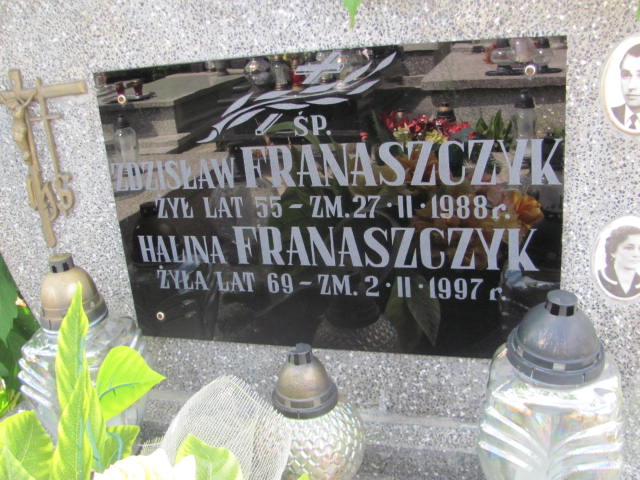 ŚP.
ZDZISŁAW FRANASZCZYK
ŻYŁ LAT 55 - ZM. 27·II·1988 r.
HALINA FRANASZCZYK
ŻYŁA LAT 69 - ZM. 2·II·1997 r.